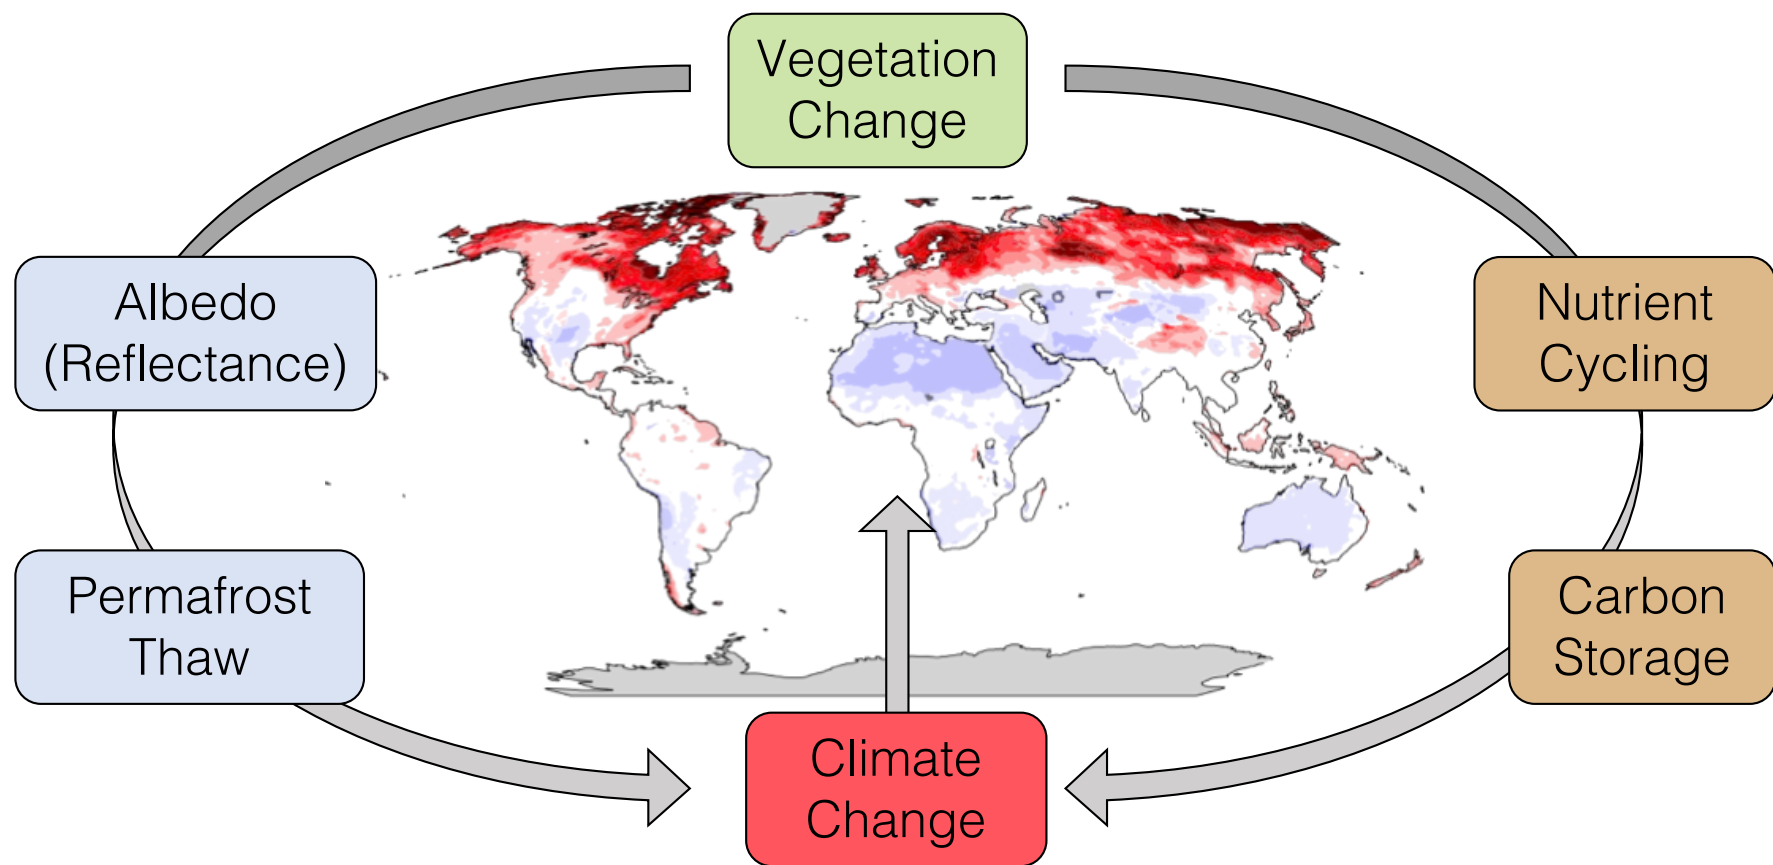 Vegetation
Change
Albedo
(Reflectance)
Nutrient
Cycling
Permafrost
Thaw
Carbon
Storage
Climate
Change